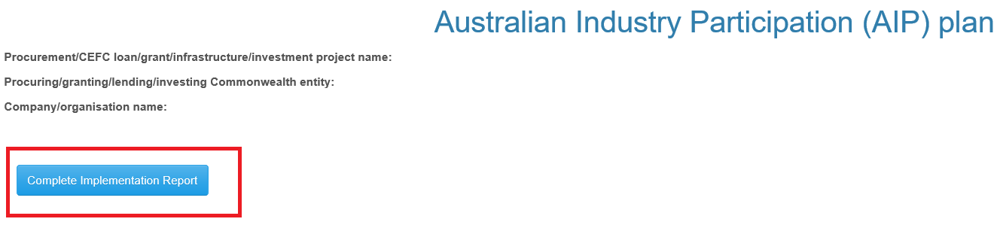 Australian Industry Participation (AIP) plan
Procurement/CEFC loan/grant/infrastructure/investment project name:
Procuring/granting/lending/investing Commonwealth entity:
Company/organisation name:
Complete Implementation Report